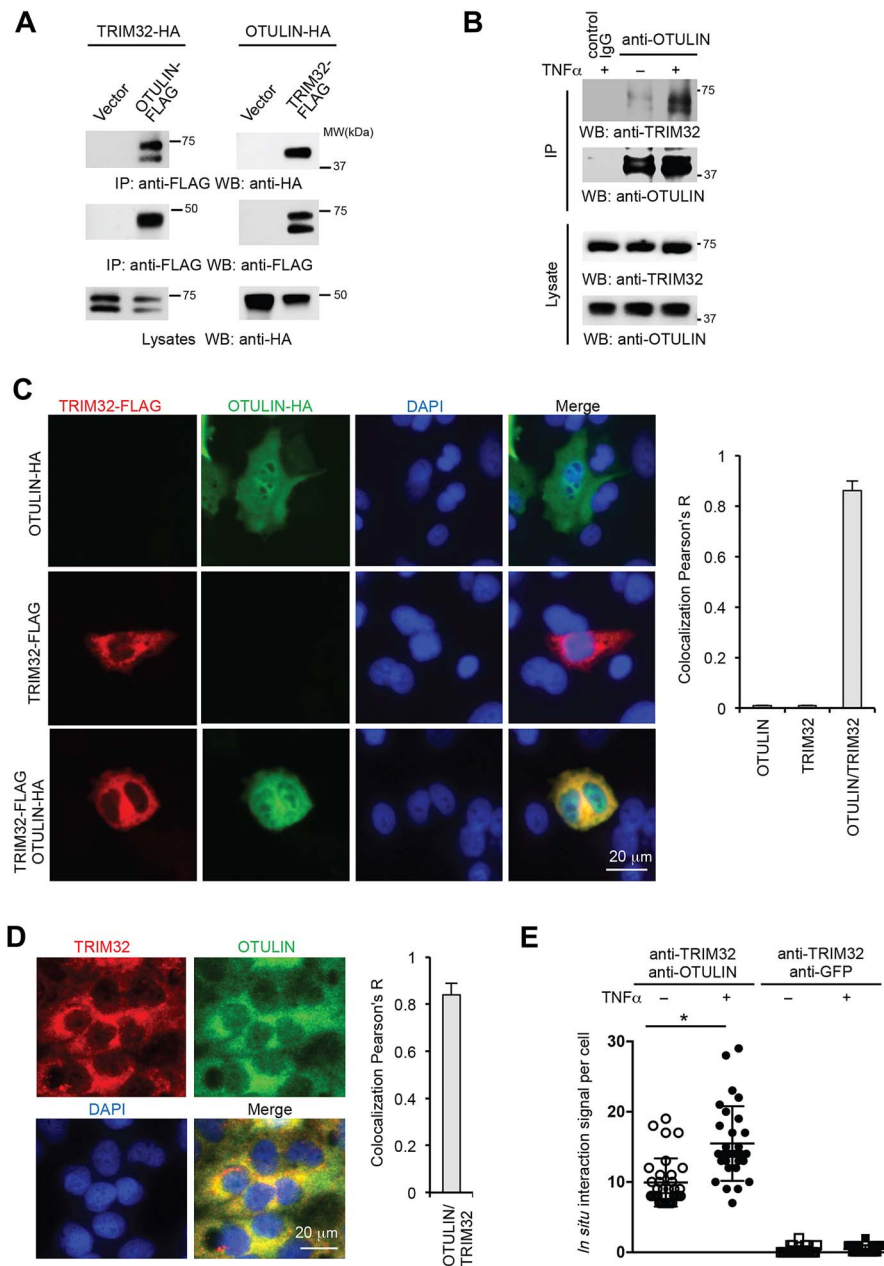 A
TRIM32-HA
OTULIN-HA
Vector
OTULIN-
FLAG
Vector
TRIM32-
FLAG
MW(kDa)
75
37
IP: anti-FLAG WB: anti-HA
50
75
IP: anti-FLAG WB: anti-FLAG
75
50
Lysates WB: anti-HA
B
control
IgG
anti-OTULIN
TNFα
+
–
+
75
WB: anti-TRIM32
37
WB: anti-OTULIN
IP
75
WB: anti-TRIM32
37
WB: anti-OTULIN
Lysate
C
TRIM32-FLAG
OTULIN-HA
DAPI
Merge
OTULIN-HA
TRIM32-FLAG
TRIM32-FLAG
OTULIN-HA
20 μm
Colocalization Pearson's R
1
0.8
0.6
0.4
0.2
0
OTULIN
TRIM32
OTULIN/TRIM32
D
TRIM32
OTULIN
DAPI
Merge
20 μm
Colocalization Pearson's R
1
0.8
0.6
0.4
0.2
0
OTULIN/
TRIM32
E
anti-TRIM32
anti-OTULIN
anti-TRIM32
anti-GFP
TNFα
–
+
–
+
*
In situ interaction signal per cell
30
20
10
0